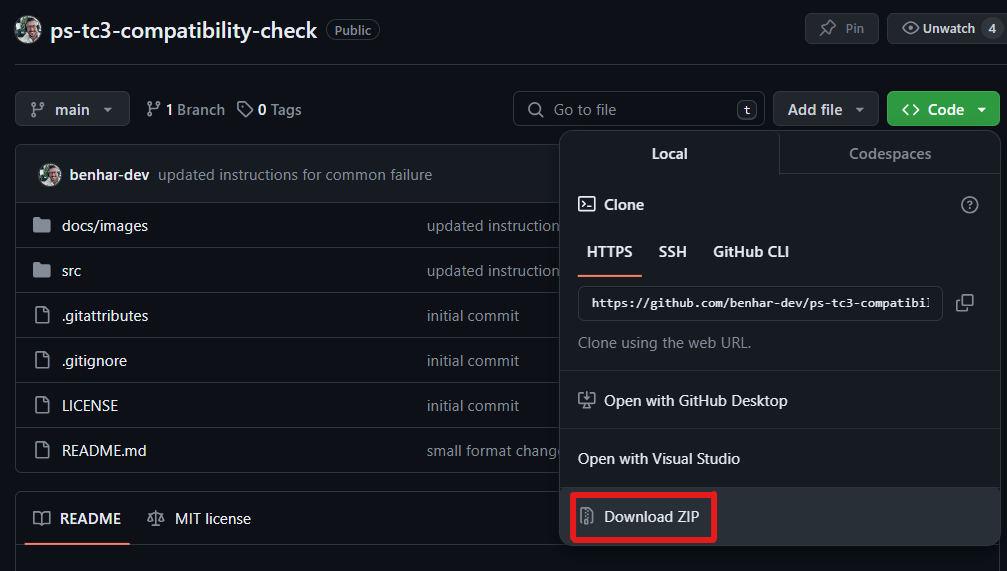 ps-tc3-compatibility-check Public Pin Unwatch 4
main 1 Branch 0 Tags Go to file t Add file <> Code
Local Codespaces
benhar-dev updated instructions for common failure
Clone
docs/images updated instruction
HTTPS SSH GitHub CLI
src updated instruction
https://github.com/benhar-dev/ps-tc3-compatibil
.gitattributes initial commit
Clone using the web URL.
.gitignore initial commit
Open with GitHub Desktop
LICENSE initial commit
README.md small format chang
Open with Visual Studio
README MIT license
Download ZIP